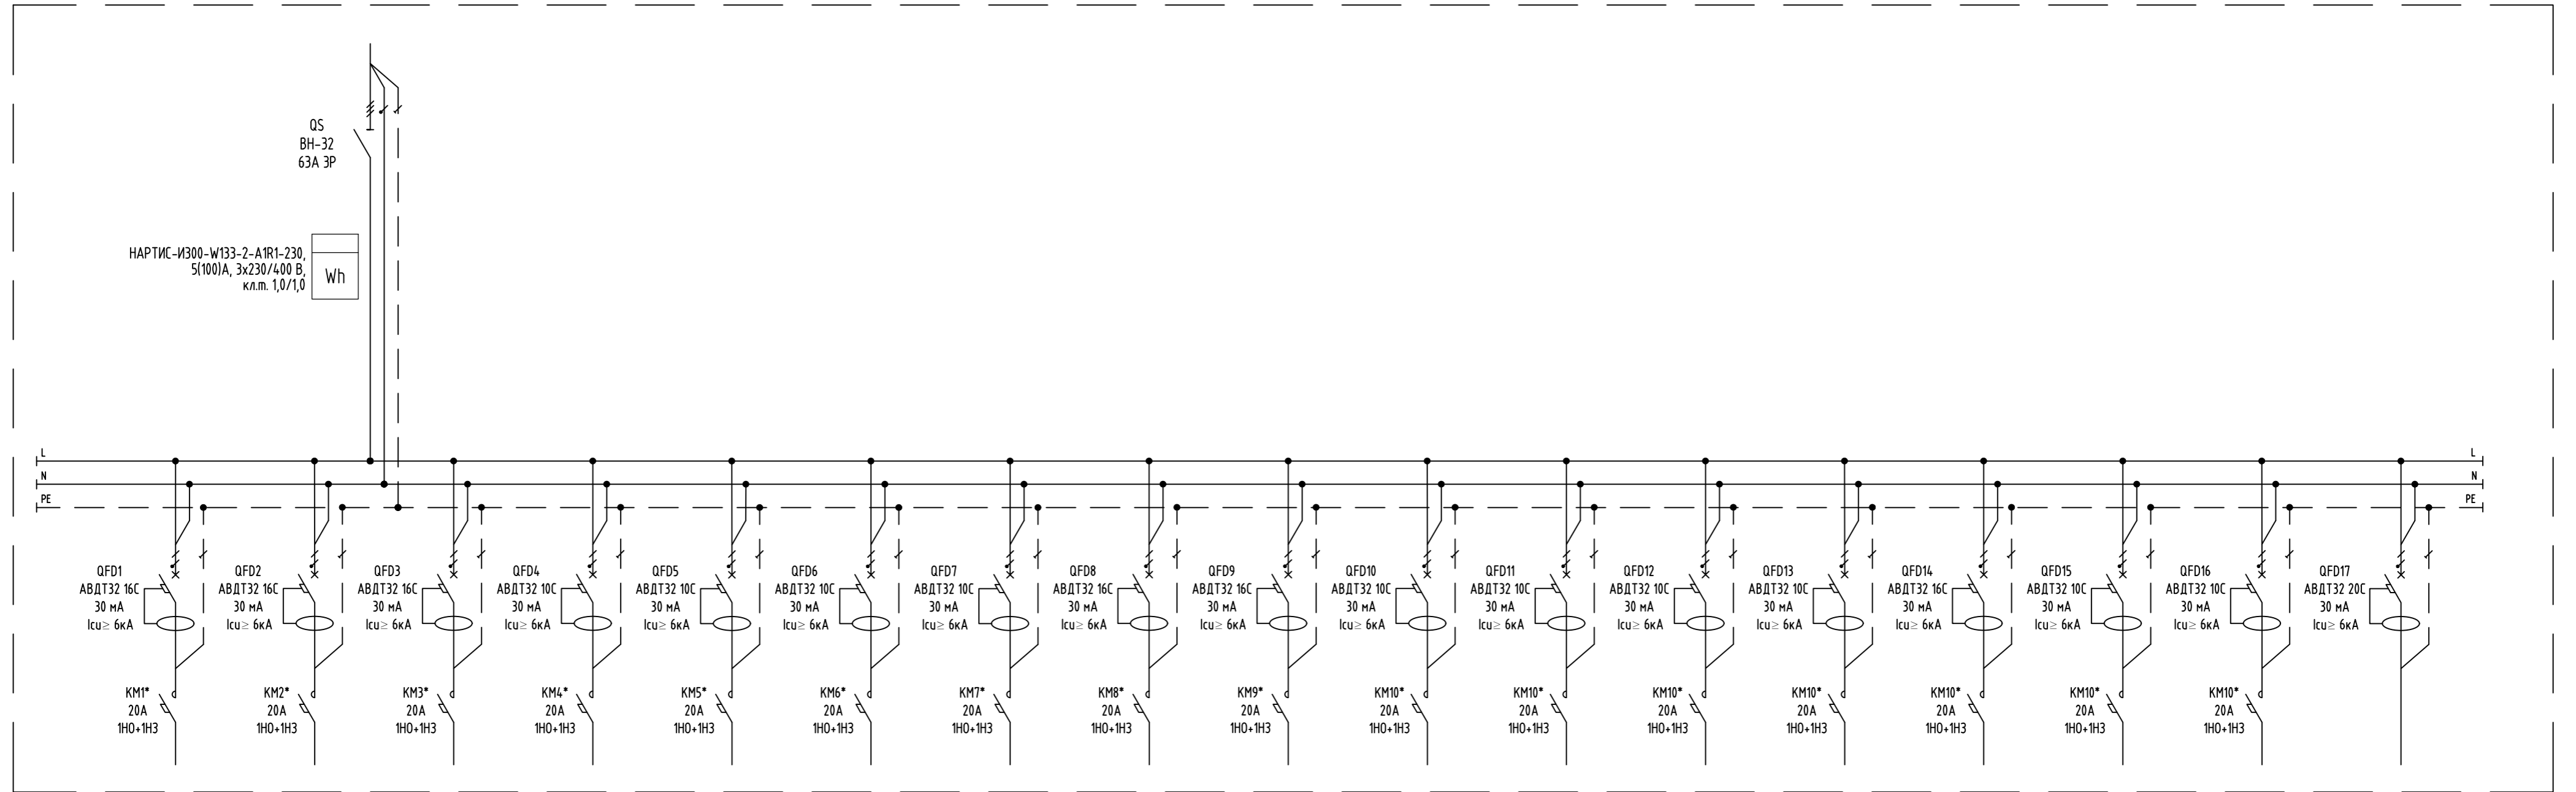 QS
ВН-32
63А 3Р
НАРТИС-И300-W133-2-A1R1-230,
5(100)А, 3х230/400 В,
кл.т. 1,0/1,0
Wh
L
L
N
N
PE
PE
QFD1
АВДТ32 16С
30 мА
Icu≥ 6кА
QFD2
АВДТ32 16С
30 мА
Icu≥ 6кА
QFD3
АВДТ32 16С
30 мА
Icu≥ 6кА
QFD4
АВДТ32 10С
30 мА
Icu≥ 6кА
QFD5
АВДТ32 10С
30 мА
Icu≥ 6кА
QFD6
АВДТ32 10С
30 мА
Icu≥ 6кА
QFD7
АВДТ32 10С
30 мА
Icu≥ 6кА
QFD8
АВДТ32 16С
30 мА
Icu≥ 6кА
QFD9
АВДТ32 16С
30 мА
Icu≥ 6кА
QFD10
АВДТ32 10С
30 мА
Icu≥ 6кА
QFD11
АВДТ32 10С
30 мА
Icu≥ 6кА
QFD12
АВДТ32 10С
30 мА
Icu≥ 6кА
QFD13
АВДТ32 10С
30 мА
Icu≥ 6кА
QFD14
АВДТ32 16С
30 мА
Icu≥ 6кА
QFD15
АВДТ32 10С
30 мА
Icu≥ 6кА
QFD16
АВДТ32 10С
30 мА
Icu≥ 6кА
QFD17
АВДТ32 20С
30 мА
Icu≥ 6кА
КМ1*
20А
1НО+1НЗ
КМ2*
20А
1НО+1НЗ
КМ3*
20А
1НО+1НЗ
КМ4*
20А
1НО+1НЗ
КМ5*
20А
1НО+1НЗ
КМ6*
20А
1НО+1НЗ
КМ7*
20А
1НО+1НЗ
КМ8*
20А
1НО+1НЗ
КМ9*
20А
1НО+1НЗ
КМ10*
20А
1НО+1НЗ
КМ10*
20А
1НО+1НЗ
КМ10*
20А
1НО+1НЗ
КМ10*
20А
1НО+1НЗ
КМ10*
20А
1НО+1НЗ
КМ10*
20А
1НО+1НЗ
КМ10*
20А
1НО+1НЗ